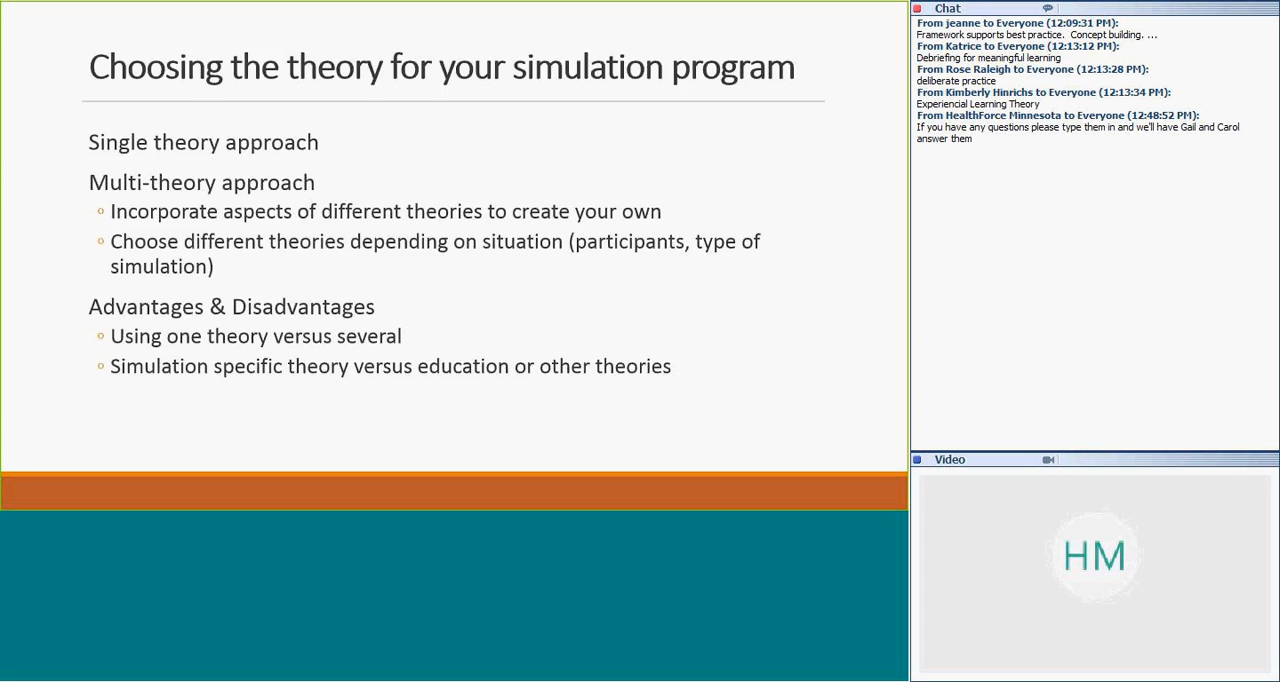 Choosing the theory for your simulation program
Single theory approach
Multi-theory approach
◦ Incorporate aspects of different theories to create your own
◦ Choose different theories depending on situation (participants, type of
simulation)
Advantages & Disadvantages
◦ Using one theory versus several
◦ Simulation specific theory versus education or other theories
Chat
From jeanne to Everyone (12:09:31 PM):
Framework supports best practice.  Concept building. ...
From Katrice to Everyone (12:13:12 PM):
Debriefing for meaningful learning
From Rose Raleigh to Everyone (12:13:28 PM):
deliberate practice
From Kimberly Hinrichs to Everyone (12:13:34 PM):
Experiencial Learning Theory
From HealthForce Minnesota to Everyone (12:48:52 PM):
If you have any questions please type them in and we'll have Gail and Carol
answer them
Video
HM